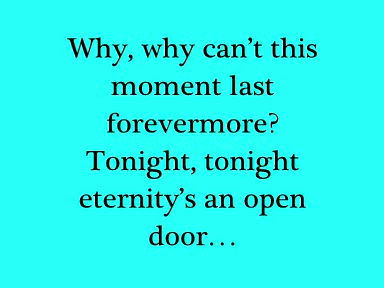 Why, why can’t this
moment last
forevermore?
Tonight, tonight
eternity’s an open
door…